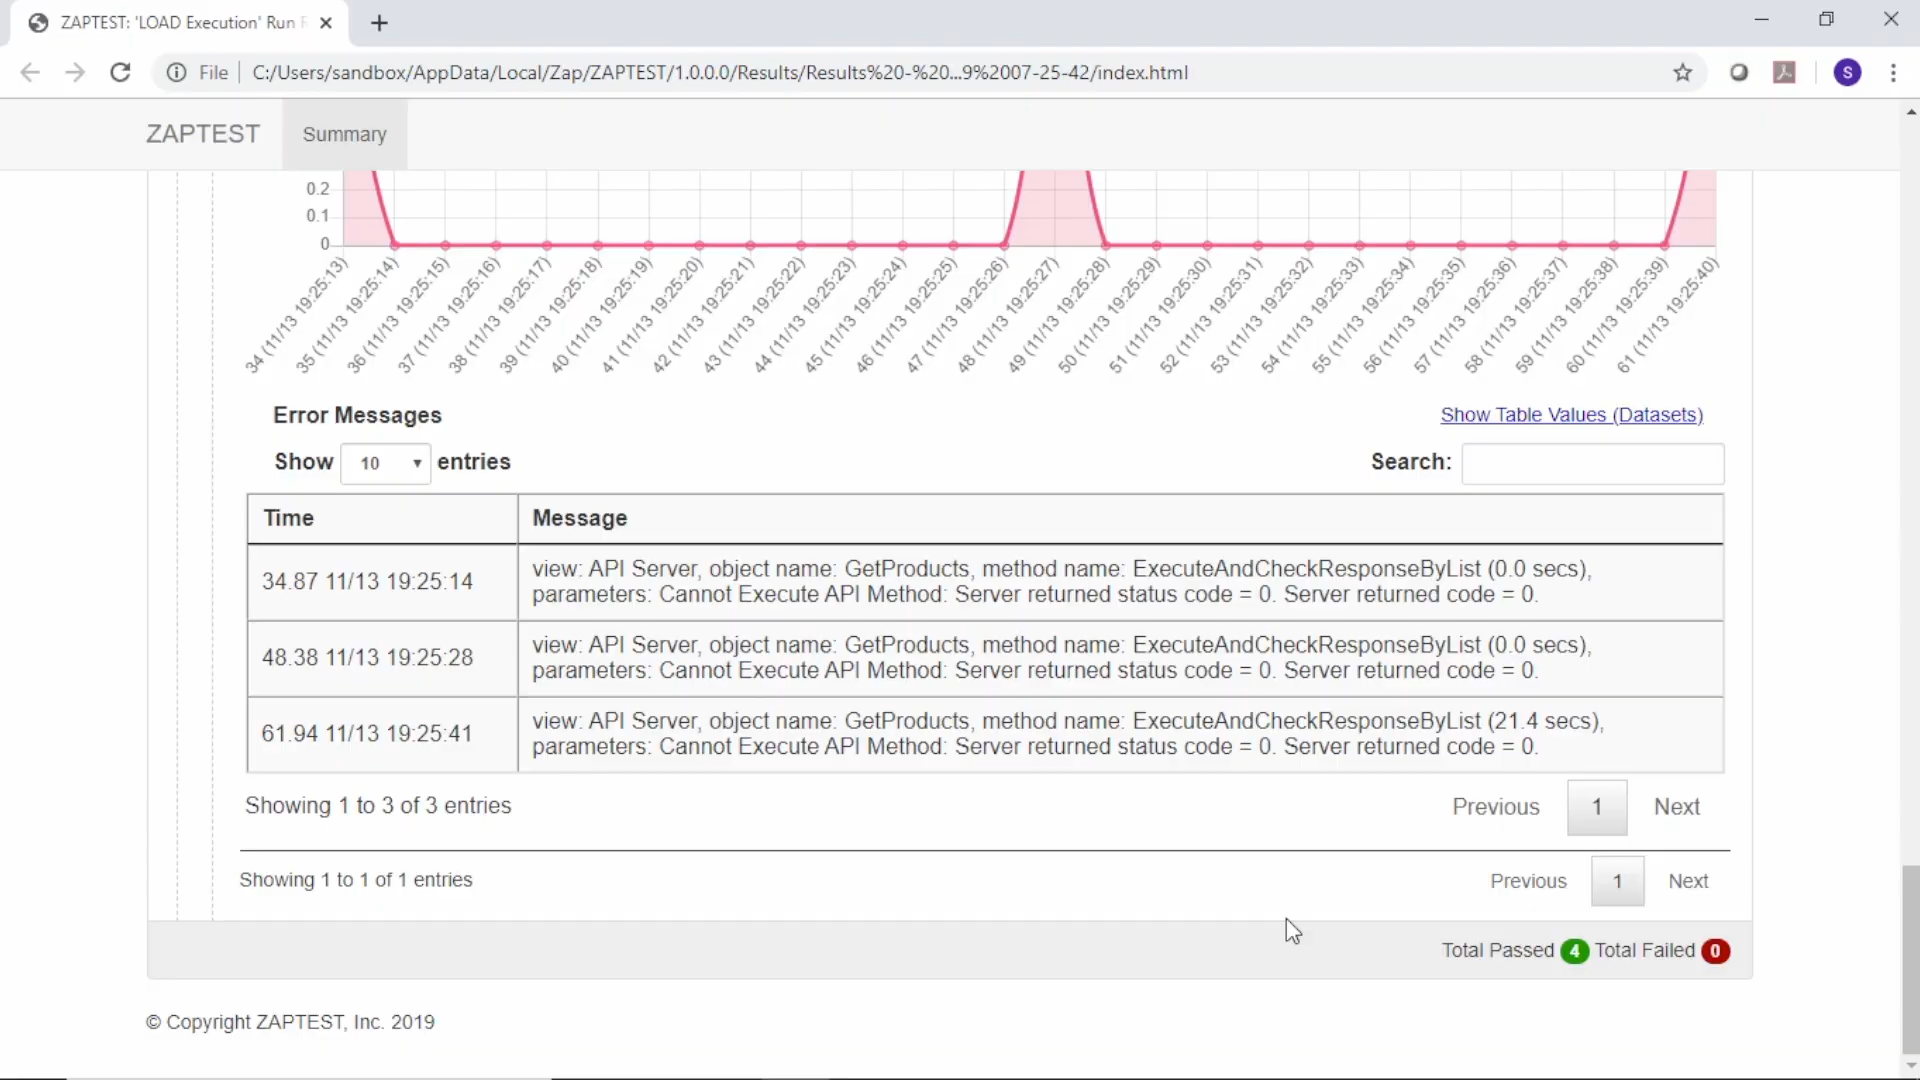 ZAPTEST: 'LOAD Execution' Run R
File
C:/Users/sandbox/AppData/Local/Zap/ZAPTEST/1.0.0.0/Results/Results%20-%20...9%2007-25-42/index.html
S
ZAPTEST
Summary
0.2
0.1
0
34 (11/13 19:25:13)
35 (11/13 19:25:14)
36 (11/13 19:25:15)
37 (11/13 19:25:16)
38 (11/13 19:25:17)
39 (11/13 19:25:18)
40 (11/13 19:25:19)
41 (11/13 19:25:20)
42 (11/13 19:25:21)
43 (11/13 19:25:22)
44 (11/13 19:25:23)
45 (11/13 19:25:24)
46 (11/13 19:25:25)
47 (11/13 19:25:26)
48 (11/13 19:25:27)
49 (11/13 19:25:28)
50 (11/13 19:25:29)
51 (11/13 19:25:30)
52 (11/13 19:25:31)
53 (11/13 19:25:32)
54 (11/13 19:25:33)
55 (11/13 19:25:34)
56 (11/13 19:25:35)
57 (11/13 19:25:36)
58 (11/13 19:25:37)
59 (11/13 19:25:38)
60 (11/13 19:25:39)
61 (11/13 19:25:40)
Error Messages
Show Table Values (Datasets)
Show 10 entries
Search:
Time
Message
34.87 11/13 19:25:14
view: API Server, object name: GetProducts, method name: ExecuteAndCheckResponseByList (0.0 secs),
parameters: Cannot Execute API Method: Server returned status code = 0. Server returned code = 0.
48.38 11/13 19:25:28
view: API Server, object name: GetProducts, method name: ExecuteAndCheckResponseByList (0.0 secs),
parameters: Cannot Execute API Method: Server returned status code = 0. Server returned code = 0.
61.94 11/13 19:25:41
view: API Server, object name: GetProducts, method name: ExecuteAndCheckResponseByList (21.4 secs),
parameters: Cannot Execute API Method: Server returned status code = 0. Server returned code = 0.
Showing 1 to 3 of 3 entries
Previous 1 Next
Showing 1 to 1 of 1 entries
Previous 1 Next
Total Passed 4 Total Failed 0
© Copyright ZAPTEST, Inc. 2019